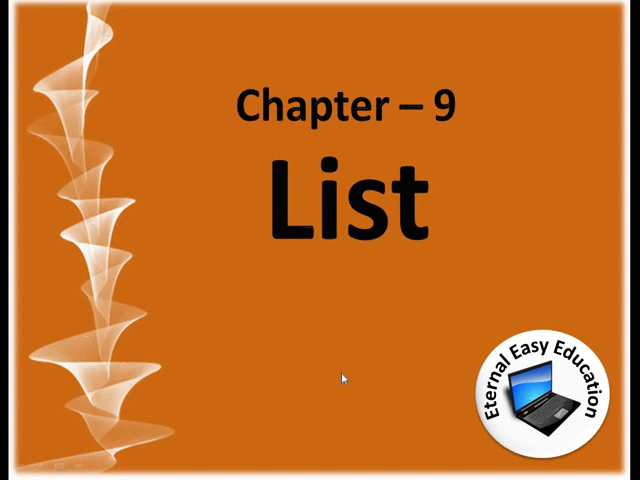 Chapter – 9
List
Eternal Easy Education